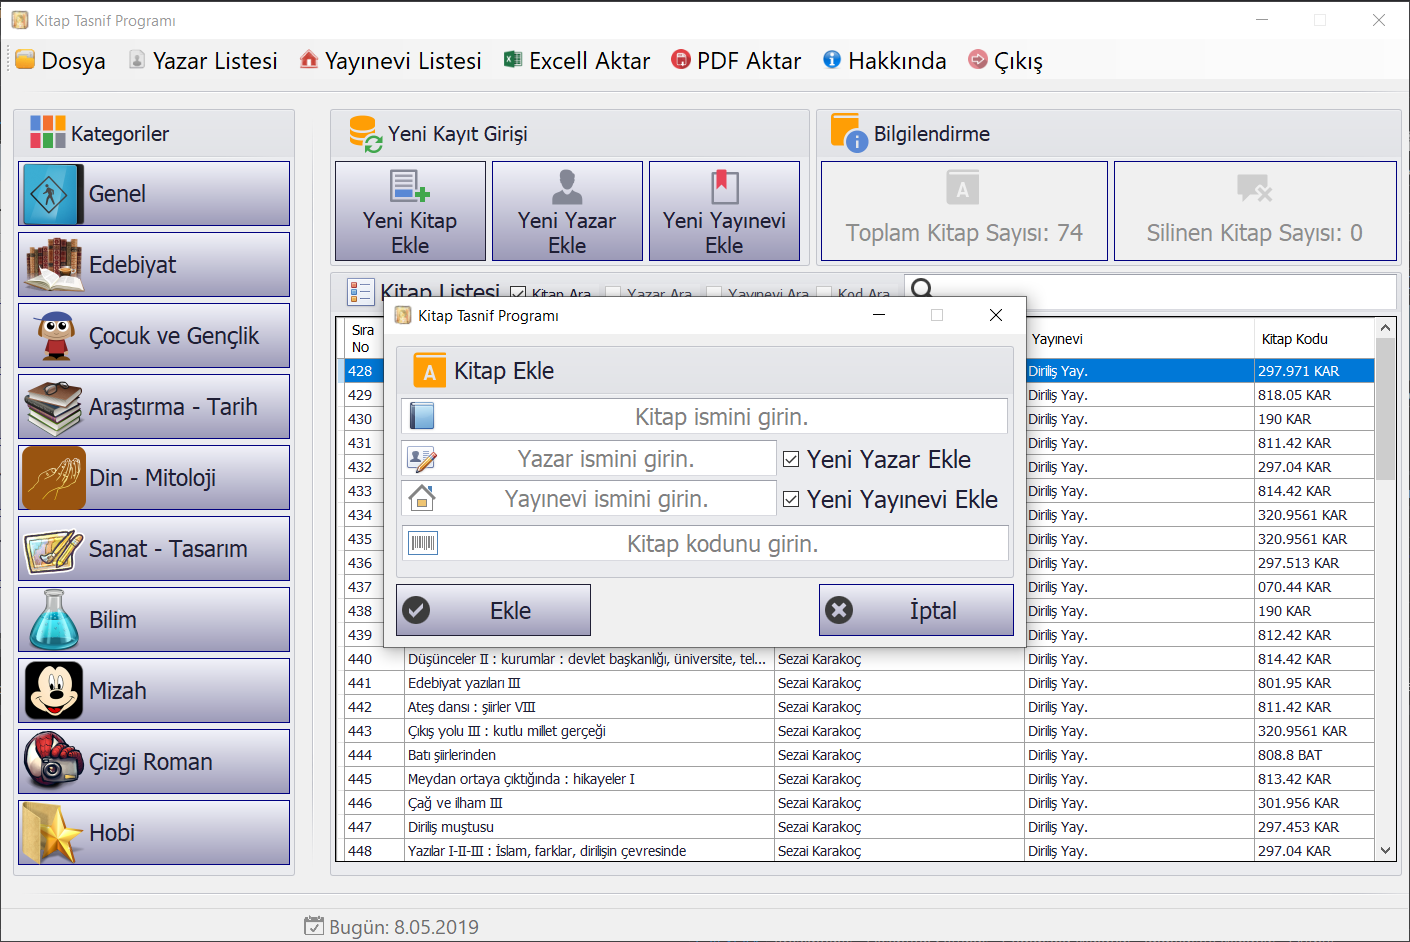 Kitap Tasnif Programı
Dosya Yazar Listesi Yayınevi Listesi Excell Aktar PDF Aktar Hakkında Çıkış
Kategoriler
Genel
Edebiyat
Çocuk ve Gençlik
Araştırma - Tarih
Din - Mitoloji
Sanat - Tasarım
Bilim
Mizah
Çizgi Roman
Hobi
Yeni Kayıt Girişi
Yeni Kitap
Ekle
Yeni Yazar
Ekle
Yeni Yayınevi
Ekle
Bilgilendirme
A
Toplam Kitap Sayısı: 74
Silinen Kitap Sayısı: 0
Kitap Listesi Kitap Ara Yazar Ara Yayınevi Ara Kod Ara
Kitap Tasnif Programı
A Kitap Ekle
Kitap ismini girin.
Yazar ismini girin. Yeni Yazar Ekle
Yayınevi ismini girin. Yeni Yayınevi Ekle
Kitap kodunu girin.
Ekle İptal
Sıra
No Yayınevi Kitap Kodu
428 Diriliş Yay. 297.971 KAR
429 Diriliş Yay. 818.05 KAR
430 Diriliş Yay. 190 KAR
431 Diriliş Yay. 811.42 KAR
432 Diriliş Yay. 297.04 KAR
433 Diriliş Yay. 814.42 KAR
434 Diriliş Yay. 320.9561 KAR
435 Diriliş Yay. 320.9561 KAR
436 Diriliş Yay. 297.513 KAR
437 Diriliş Yay. 070.44 KAR
438 Diriliş Yay. 190 KAR
439 Diriliş Yay. 812.42 KAR
440 Düşünceler II : kurumlar : devlet başkanlığı, üniversite, tel... Sezai Karakoç Diriliş Yay. 814.42 KAR
441 Edebiyat yazıları III Sezai Karakoç Diriliş Yay. 801.95 KAR
442 Ateş dansı : şiirler VIII Sezai Karakoç Diriliş Yay. 811.42 KAR
443 Çıkış yolu III : kutlu millet gerçeği Sezai Karakoç Diriliş Yay. 320.9561 KAR
444 Batı şiirlerinden Sezai Karakoç Diriliş Yay. 808.8 BAT
445 Meydan ortaya çıktığında : hikayeler I Sezai Karakoç Diriliş Yay. 813.42 KAR
446 Çağ ve ilham III Sezai Karakoç Diriliş Yay. 301.956 KAR
447 Diriliş muştusu Sezai Karakoç Diriliş Yay. 297.453 KAR
448 Yazılar I-II-III : İslam, farklar, dirilişin çevresinde Sezai Karakoç Diriliş Yay. 297.04 KAR
Bugün: 8.05.2019